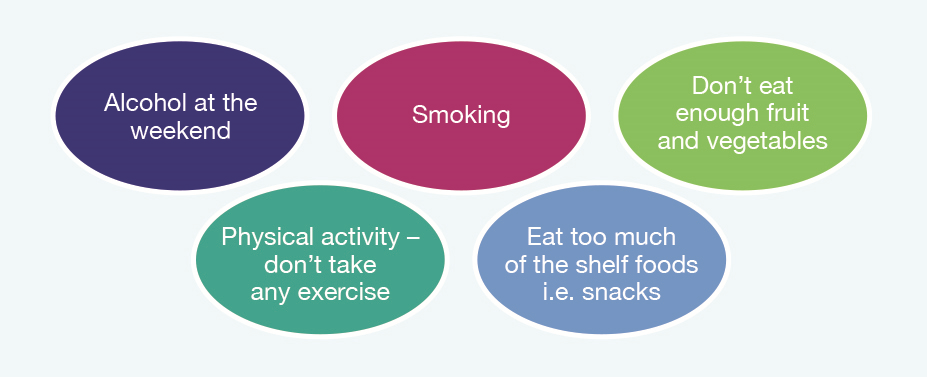 Alcohol at the
weekend
Smoking
Don’t eat
enough fruit
and vegetables
Physical activity –
don’t take
any exercise
Eat too much
of the shelf foods
i.e. snacks